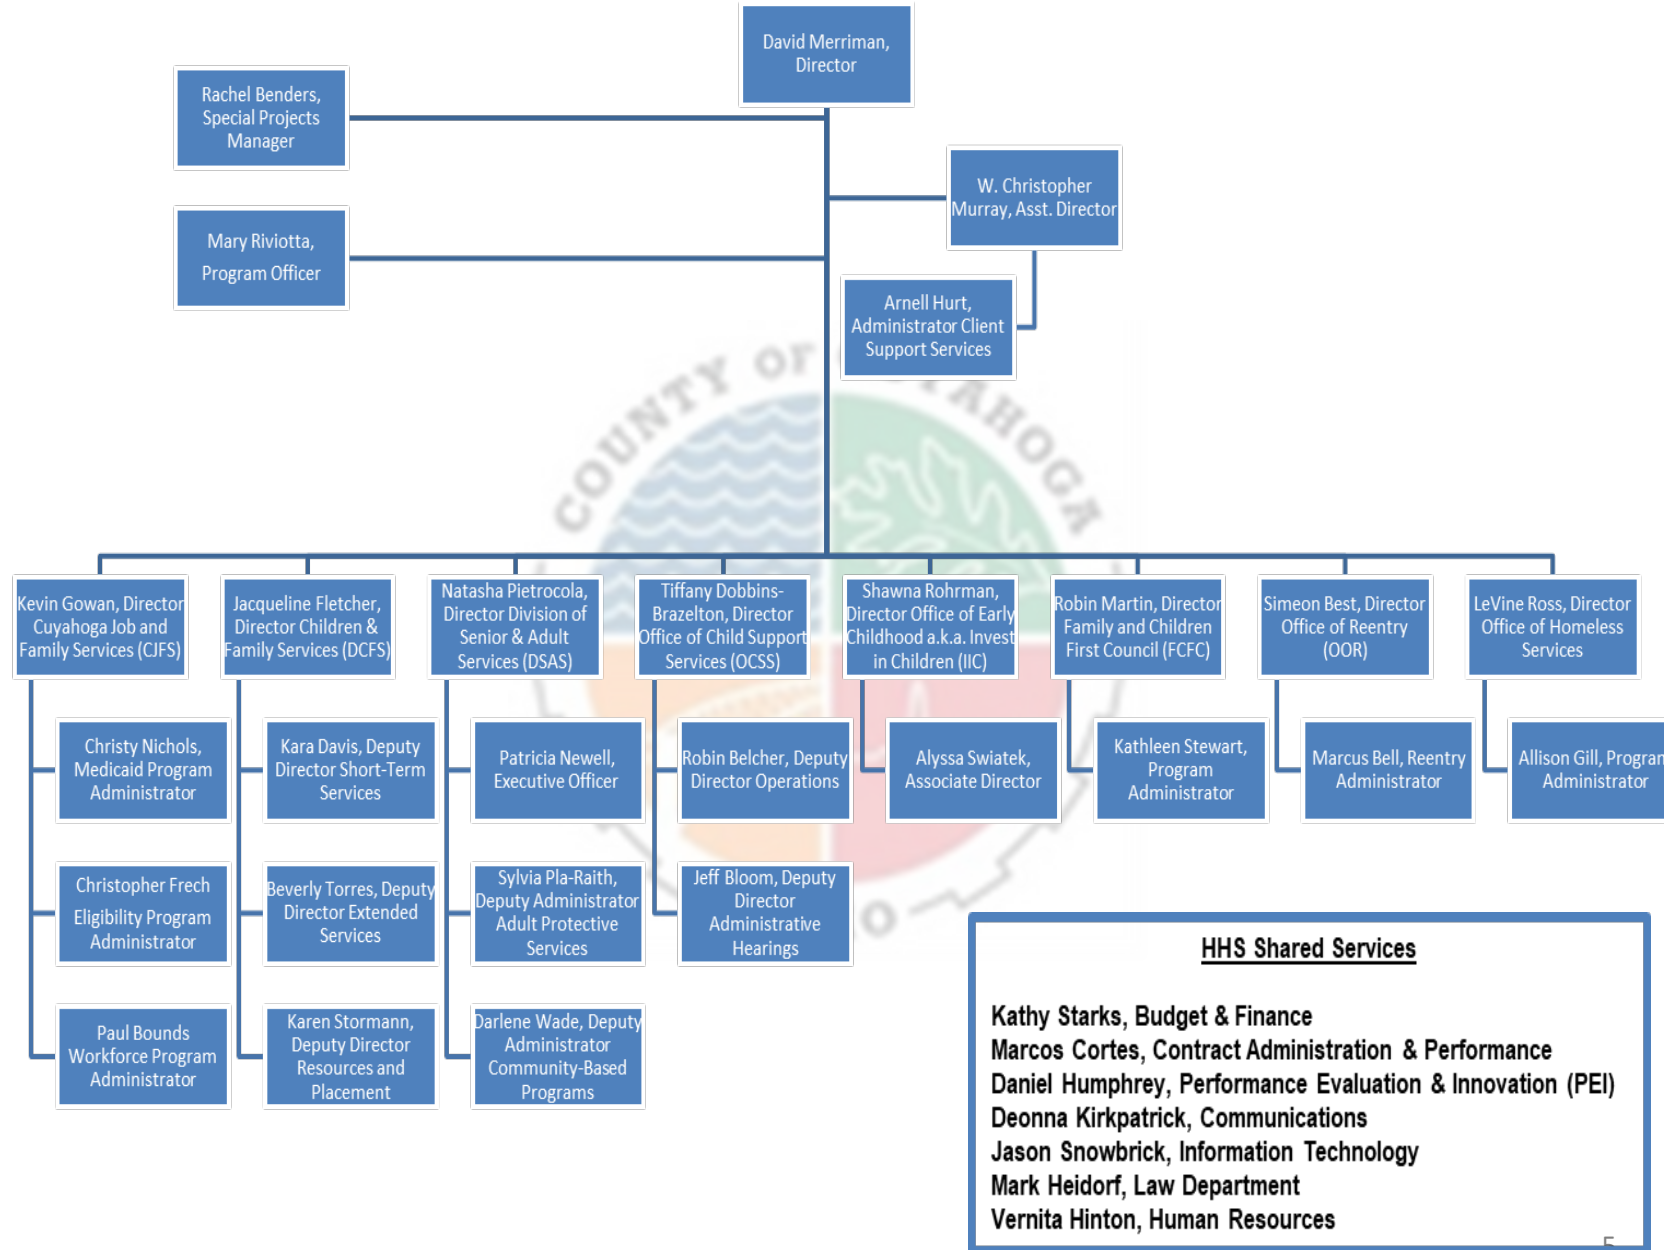 David Merriman,
Director
Rachel Benders,
Special Projects
Manager
W. Christopher
Murray, Asst. Director
Mary Riviotta,
Program Officer
Arnell Hurt,
Administrator Client
Support Services
COUNTY OF CUYAHOGA
Kevin Gowan, Director
Cuyahoga Job and
Family Services (CJFS)
Jacqueline Fletcher,
Director Children &
Family Services (DCFS)
Natasha Pietrocola,
Director Division of
Senior & Adult
Services (DSAS)
Tiffany Dobbins-
Brazelton, Director
Office of Child Support
Services (OCSS)
Shawna Rohrman,
Director Office of Early
Childhood a.k.a. Invest
in Children (IIC)
Robin Martin, Director
Family and Children
First Council (FCFC)
Simeon Best, Director
Office of Reentry
(OOR)
LeVine Ross, Director
Office of Homeless
Services
Christy Nichols,
Medicaid Program
Administrator
Kara Davis, Deputy
Director Short-Term
Services
Patricia Newell,
Executive Officer
Robin Belcher, Deputy
Director Operations
Alyssa Swiatek,
Associate Director
Kathleen Stewart,
Program
Administrator
Marcus Bell, Reentry
Administrator
Allison Gill, Program
Administrator
Christopher Frech
Eligibility Program
Administrator
Beverly Torres, Deputy
Director Extended
Services
Sylvia Pla-Raith,
Deputy Administrator
Adult Protective
Services
Jeff Bloom, Deputy
Director
Administrative
Hearings
Paul Bounds
Workforce Program
Administrator
Karen Stormann,
Deputy Director
Resources and
Placement
Darlene Wade, Deputy
Administrator
Community-Based
Programs
HHS Shared Services
Kathy Starks, Budget & Finance
Marcos Cortes, Contract Administration & Performance
Daniel Humphrey, Performance Evaluation & Innovation (PEI)
Deonna Kirkpatrick, Communications
Jason Snowbrick, Information Technology
Mark Heidorf, Law Department
Vernita Hinton, Human Resources